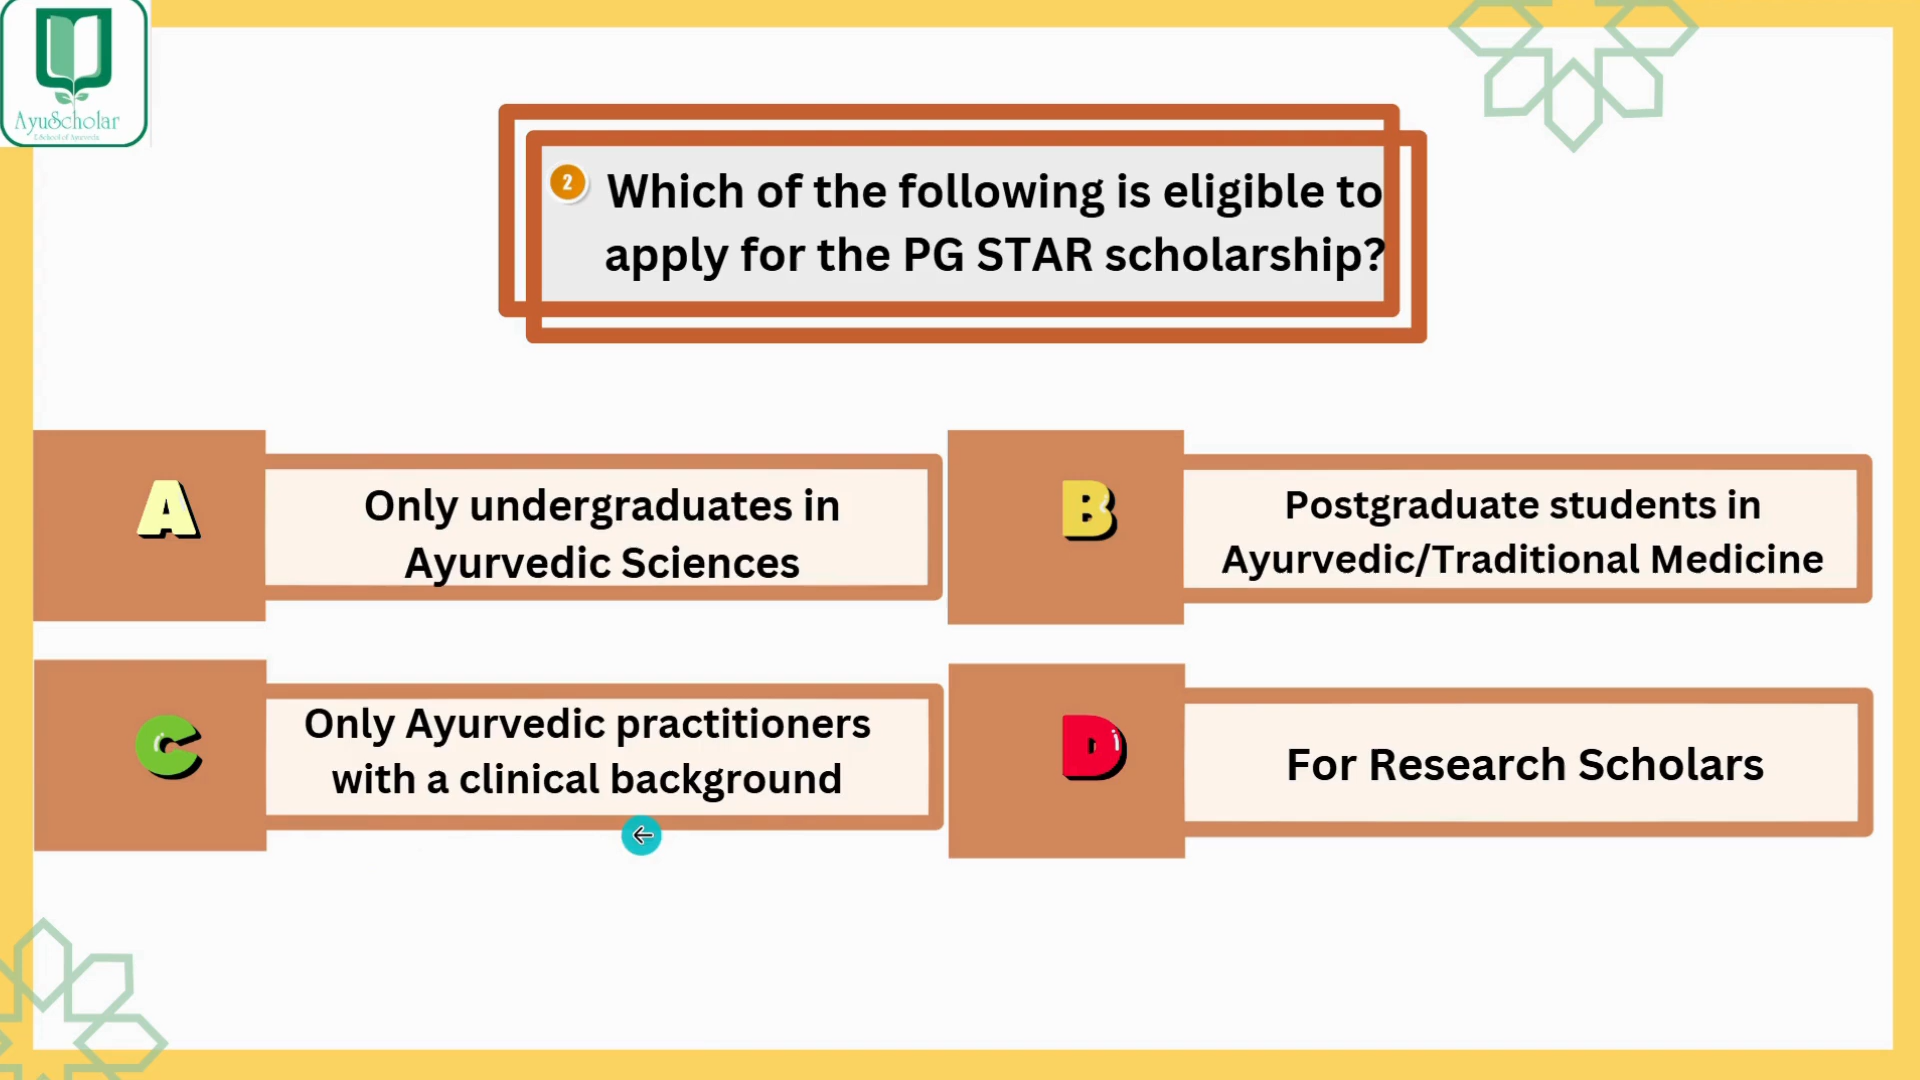 AyuScholar
2 Which of the following is eligible to
apply for the PG STAR scholarship?
A Only undergraduates in
Ayurvedic Sciences
B Postgraduate students in
Ayurvedic/Traditional Medicine
C Only Ayurvedic practitioners
with a clinical background
D For Research Scholars